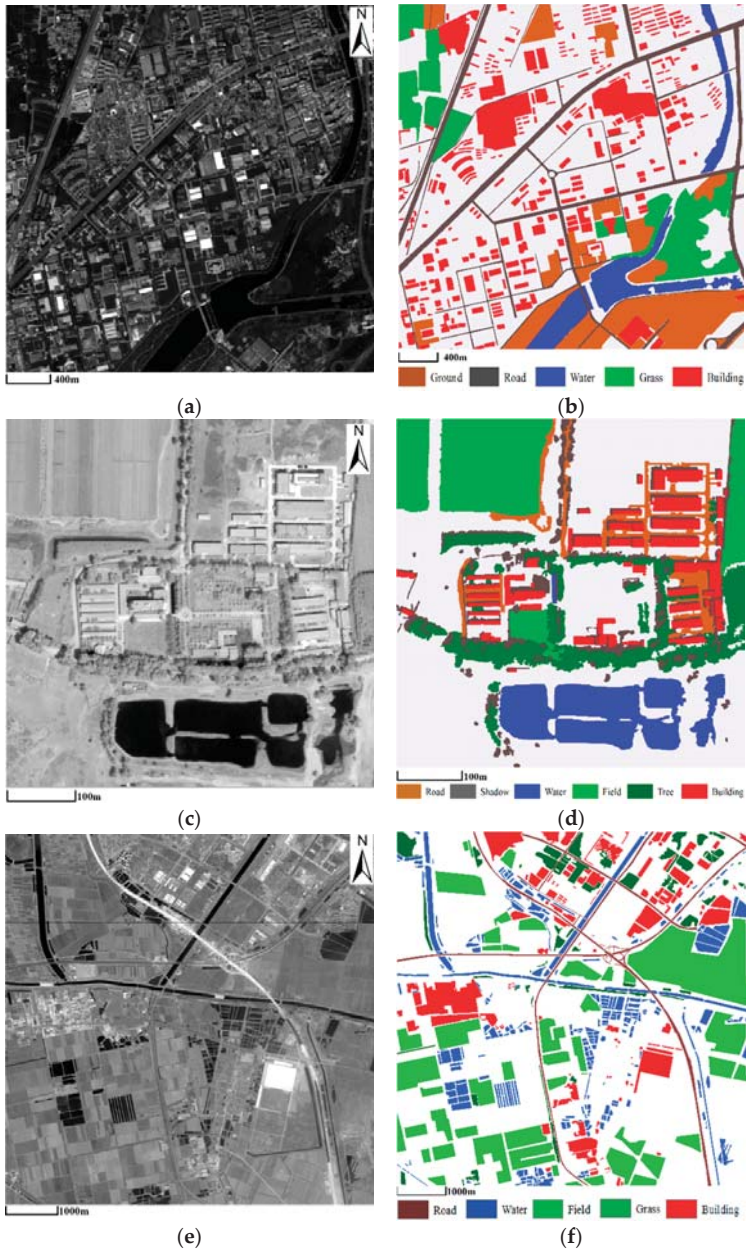 N
400m
400m
Ground Road Water Grass Building
(a) (b)
N
100m
100m
Road Shadow Water Field Tree Building
(c) (d)
N
1000m
1000m
Road Water Field Grass Building
(e) (f)